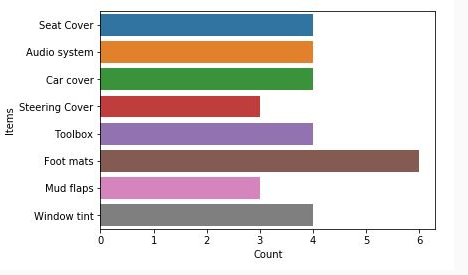 Seat Cover
Audio system
Car cover
Steering Cover
Toolbox
Foot mats
Mud flaps
Window tint
Items
0 1 2 3 4 5 6
Count